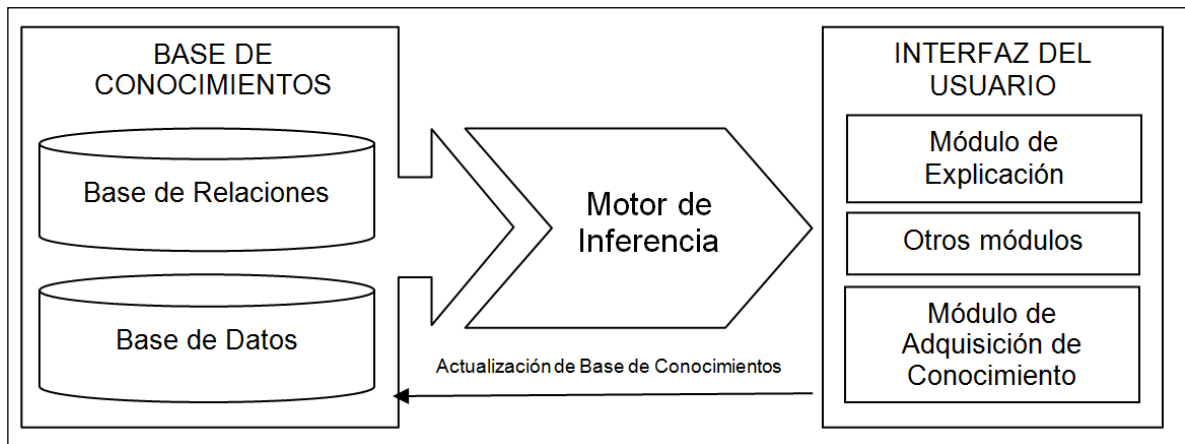 BASE DE
CONOCIMIENTOS
Base de Relaciones
Base de Datos
Motor de
Inferencia
Actualización de Base de Conocimientos
INTERFAZ DEL
USUARIO
Módulo de
Explicación
Otros módulos
Módulo de
Adquisición de
Conocimiento